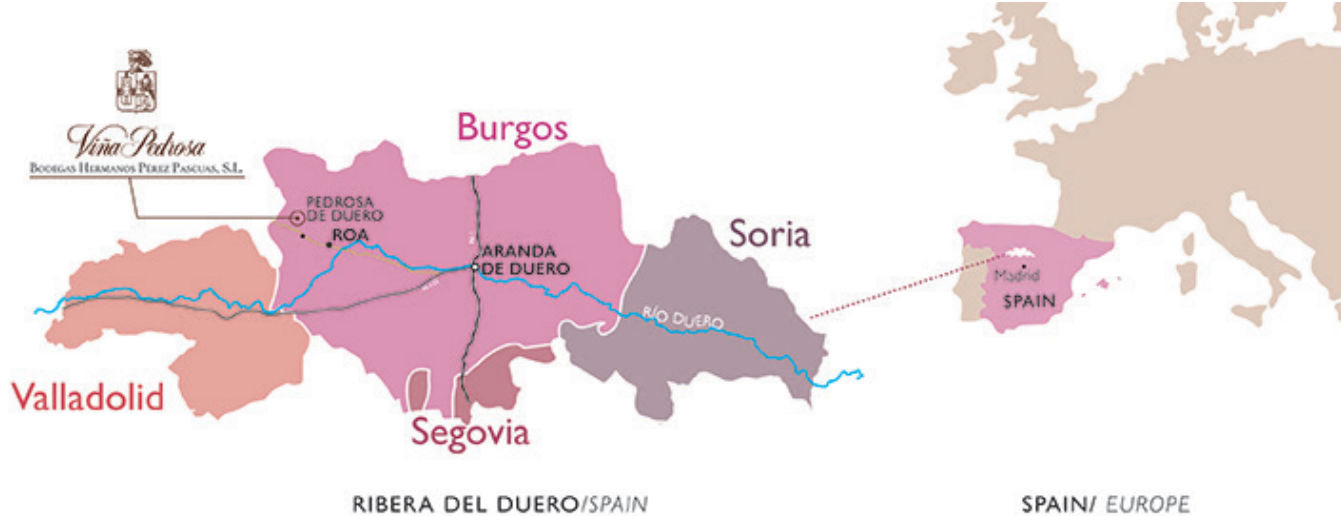 Viña Pedrosa
BODEGAS HERMANOS PÉREZ PASCUAS, S.L.
Burgos
PEDROSA
DE DUERO
ROA
ARANDA
DE DUERO
Soria
RÍO DUERO
Valladolid
Segovia
Madrid
SPAIN
RIBERA DEL DUERO/SPAIN
SPAIN/ EUROPE